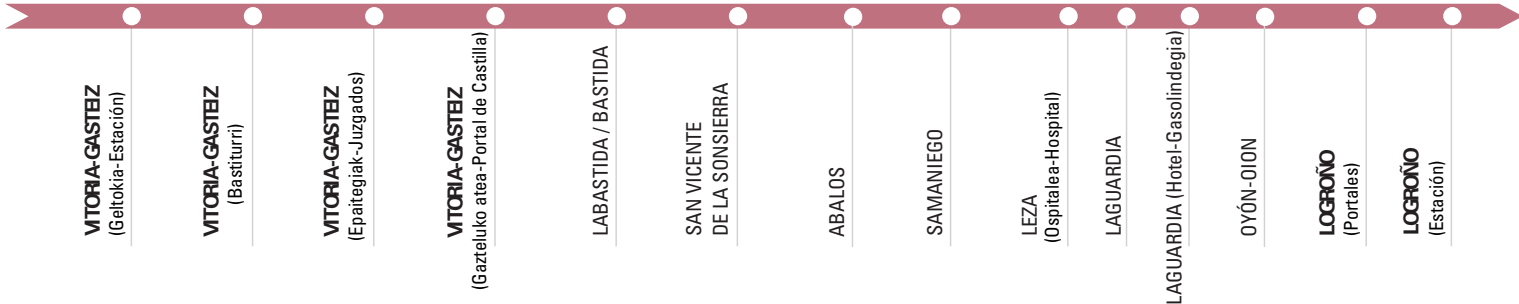 VITORIA-GASTEIZ
(Geltokia-Estación)
VITORIA-GASTEIZ
(Bastiturri)
VITORIA-GASTEIZ
(Epaitegiak-Juzgados)
VITORIA-GASTEIZ
(Gazteluko atea-Portal de Castilla)
LABASTIDA / BASTIDA
SAN VICENTE
DE LA SONSIERRA
ABALOS
SAMANIEGO
LEZA
(Ospitalea-Hospital)
LAGUARDIA
LAGUARDIA (Hotel-Gasolindegia)
OYÓN-OION
LOGROÑO
(Portales)
LOGROÑO
(Estación)